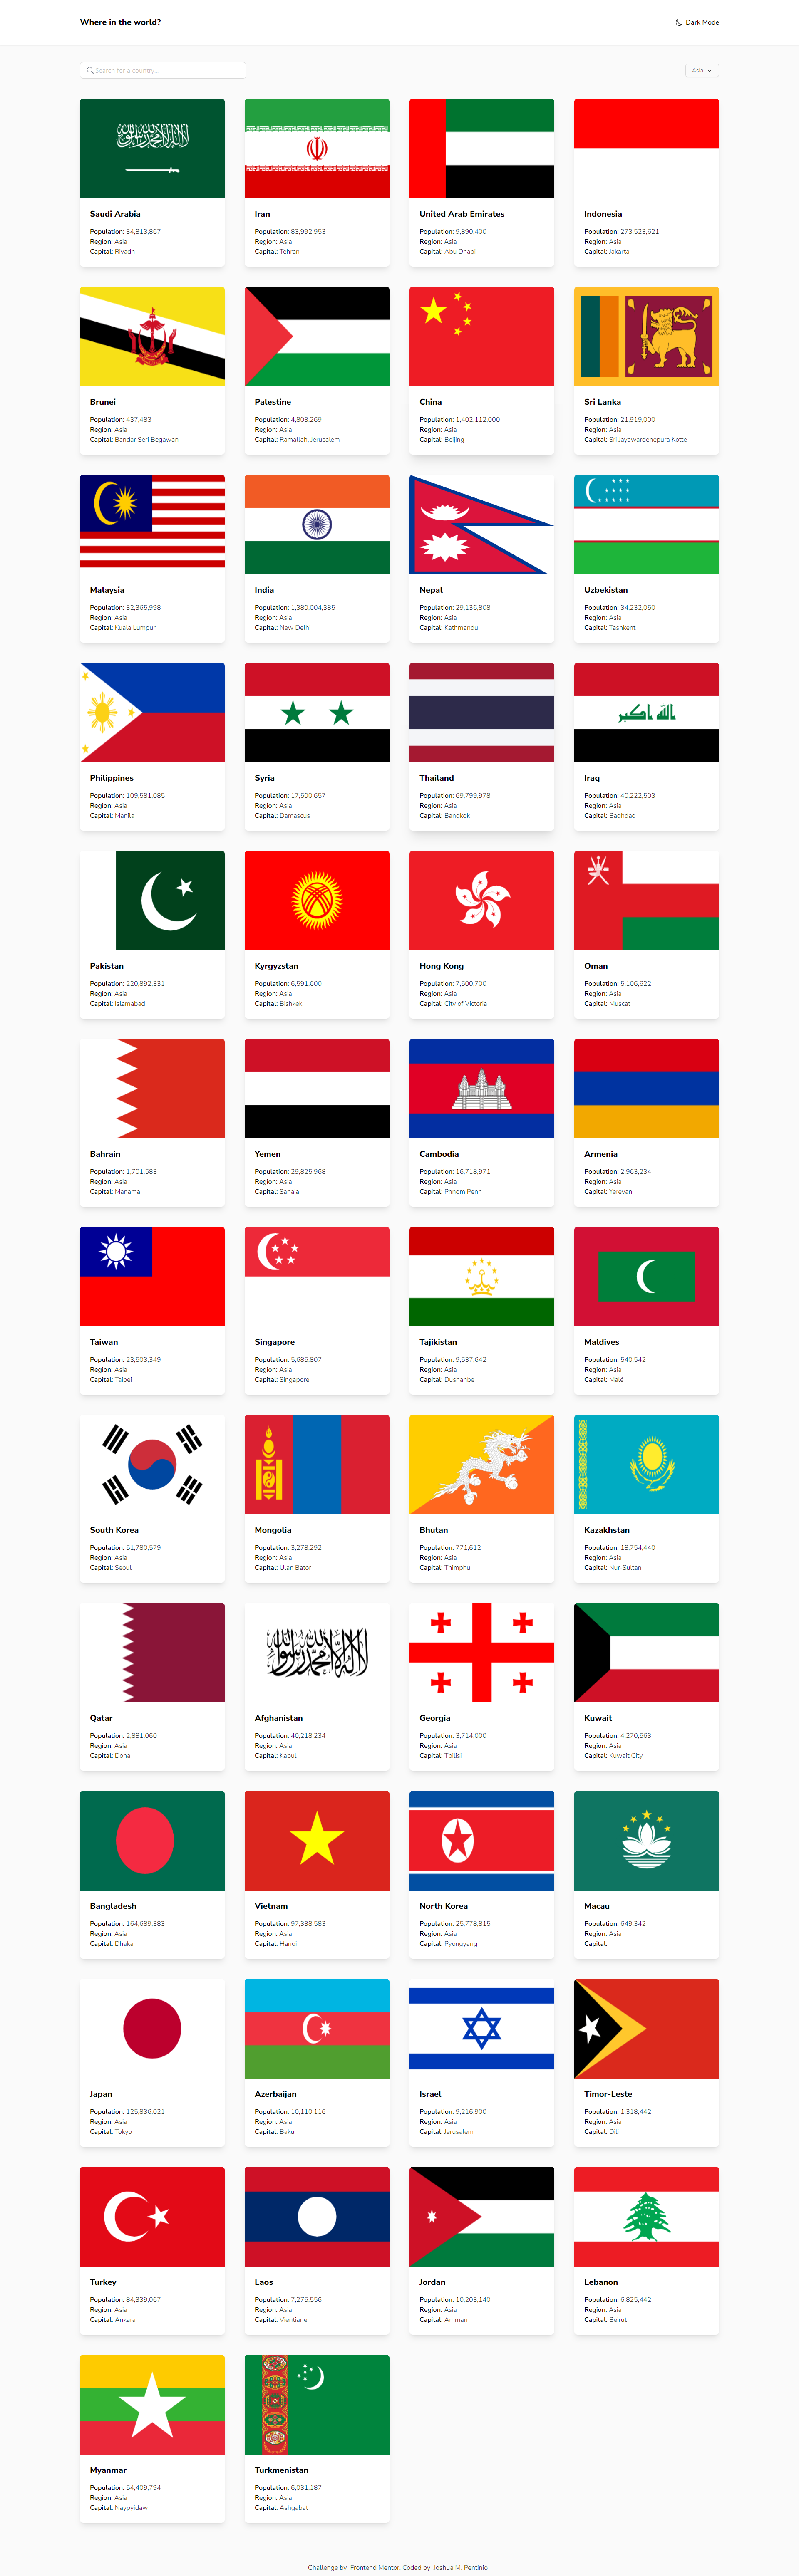 Where in the world?
Dark Mode
Search for a country...
Asia
Saudi Arabia
Population: 34,813,867
Region: Asia
Capital: Riyadh
Iran
Population: 83,992,953
Region: Asia
Capital: Tehran
United Arab Emirates
Population: 9,890,400
Region: Asia
Capital: Abu Dhabi
Indonesia
Population: 273,523,621
Region: Asia
Capital: Jakarta
Brunei
Population: 437,483
Region: Asia
Capital: Bandar Seri Begawan
Palestine
Population: 4,803,269
Region: Asia
Capital: Ramallah, Jerusalem
China
Population: 1,402,112,000
Region: Asia
Capital: Beijing
Sri Lanka
Population: 21,919,000
Region: Asia
Capital: Sri Jayawardenepura Kotte
Malaysia
Population: 32,365,998
Region: Asia
Capital: Kuala Lumpur
India
Population: 1,380,004,385
Region: Asia
Capital: New Delhi
Nepal
Population: 29,136,808
Region: Asia
Capital: Kathmandu
Uzbekistan
Population: 34,232,050
Region: Asia
Capital: Tashkent
Philippines
Population: 109,581,085
Region: Asia
Capital: Manila
Syria
Population: 17,500,657
Region: Asia
Capital: Damascus
Thailand
Population: 69,799,978
Region: Asia
Capital: Bangkok
Iraq
Population: 40,222,503
Region: Asia
Capital: Baghdad
Pakistan
Population: 220,892,331
Region: Asia
Capital: Islamabad
Kyrgyzstan
Population: 6,591,600
Region: Asia
Capital: Bishkek
Hong Kong
Population: 7,500,700
Region: Asia
Capital: City of Victoria
Oman
Population: 5,106,622
Region: Asia
Capital: Muscat
Bahrain
Population: 1,701,583
Region: Asia
Capital: Manama
Yemen
Population: 29,825,968
Region: Asia
Capital: Sana'a
Cambodia
Population: 16,718,971
Region: Asia
Capital: Phnom Penh
Armenia
Population: 2,963,234
Region: Asia
Capital: Yerevan
Taiwan
Population: 23,503,349
Region: Asia
Capital: Taipei
Singapore
Population: 5,685,807
Region: Asia
Capital: Singapore
Tajikistan
Population: 9,537,642
Region: Asia
Capital: Dushanbe
Maldives
Population: 540,542
Region: Asia
Capital: Malé
South Korea
Population: 51,780,579
Region: Asia
Capital: Seoul
Mongolia
Population: 3,278,292
Region: Asia
Capital: Ulan Bator
Bhutan
Population: 771,612
Region: Asia
Capital: Thimphu
Kazakhstan
Population: 18,754,440
Region: Asia
Capital: Nur-Sultan
Qatar
Population: 2,881,060
Region: Asia
Capital: Doha
Afghanistan
Population: 40,218,234
Region: Asia
Capital: Kabul
Georgia
Population: 3,714,000
Region: Asia
Capital: Tbilisi
Kuwait
Population: 4,270,563
Region: Asia
Capital: Kuwait City
Bangladesh
Population: 164,689,383
Region: Asia
Capital: Dhaka
Vietnam
Population: 97,338,583
Region: Asia
Capital: Hanoi
North Korea
Population: 25,778,815
Region: Asia
Capital: Pyongyang
Macau
Population: 649,342
Region: Asia
Capital:
Japan
Population: 125,836,021
Region: Asia
Capital: Tokyo
Azerbaijan
Population: 10,110,116
Region: Asia
Capital: Baku
Israel
Population: 9,216,900
Region: Asia
Capital: Jerusalem
Timor-Leste
Population: 1,318,442
Region: Asia
Capital: Dili
Turkey
Population: 84,339,067
Region: Asia
Capital: Ankara
Laos
Population: 7,275,556
Region: Asia
Capital: Vientiane
Jordan
Population: 10,203,140
Region: Asia
Capital: Amman
Lebanon
Population: 6,825,442
Region: Asia
Capital: Beirut
Myanmar
Population: 54,409,794
Region: Asia
Capital: Naypyidaw
Turkmenistan
Population: 6,031,187
Region: Asia
Capital: Ashgabat
Challenge by Frontend Mentor. Coded by Joshua M. Pentinio